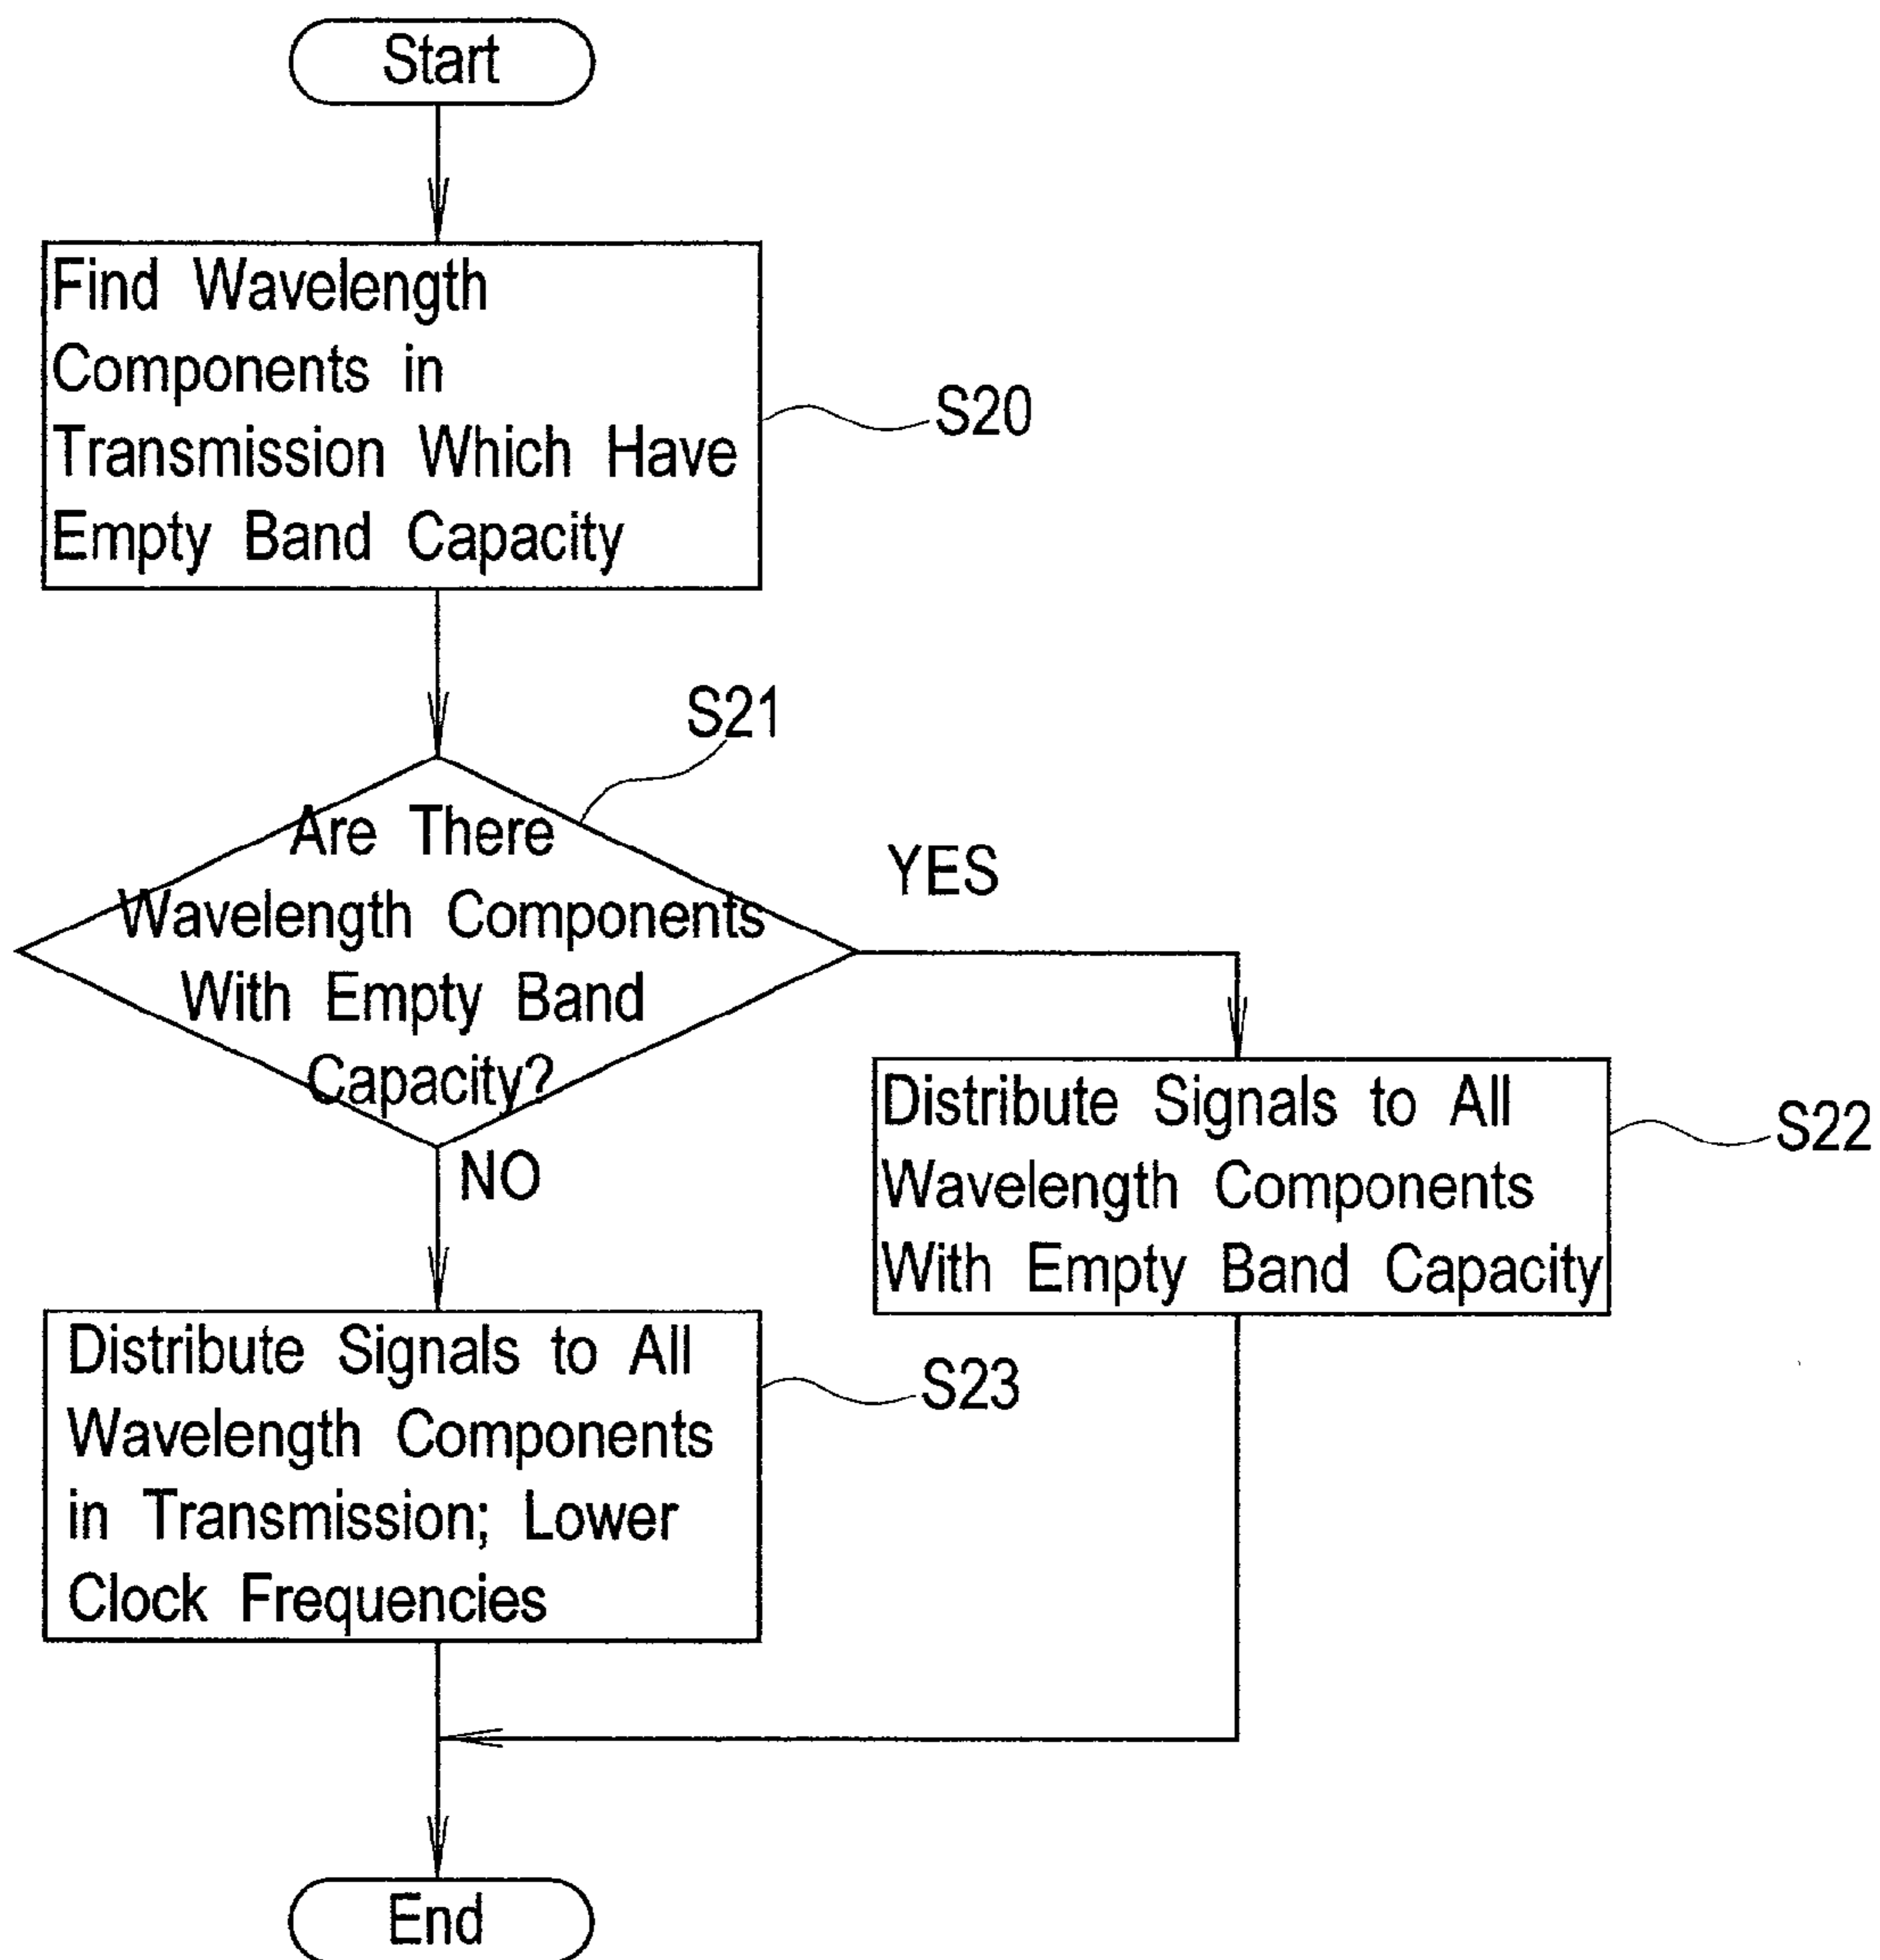 Start
Find Wavelength
Components in
Transmission Which Have
Empty Band Capacity
S20
S21
Are There
Wavelength Components
With Empty Band
Capacity?
YES
NO
Distribute Signals to All
Wavelength Components
With Empty Band Capacity
S22
Distribute Signals to All
Wavelength Components
in Transmission; Lower
Clock Frequencies
S23
End